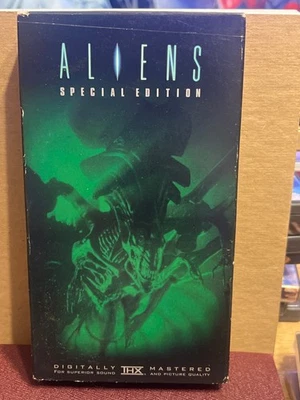 ALIENS
SPECIAL EDITION
DIGITALLY THX MASTERED
FOR SUPERIOR SOUND AND PICTURE QUALITY